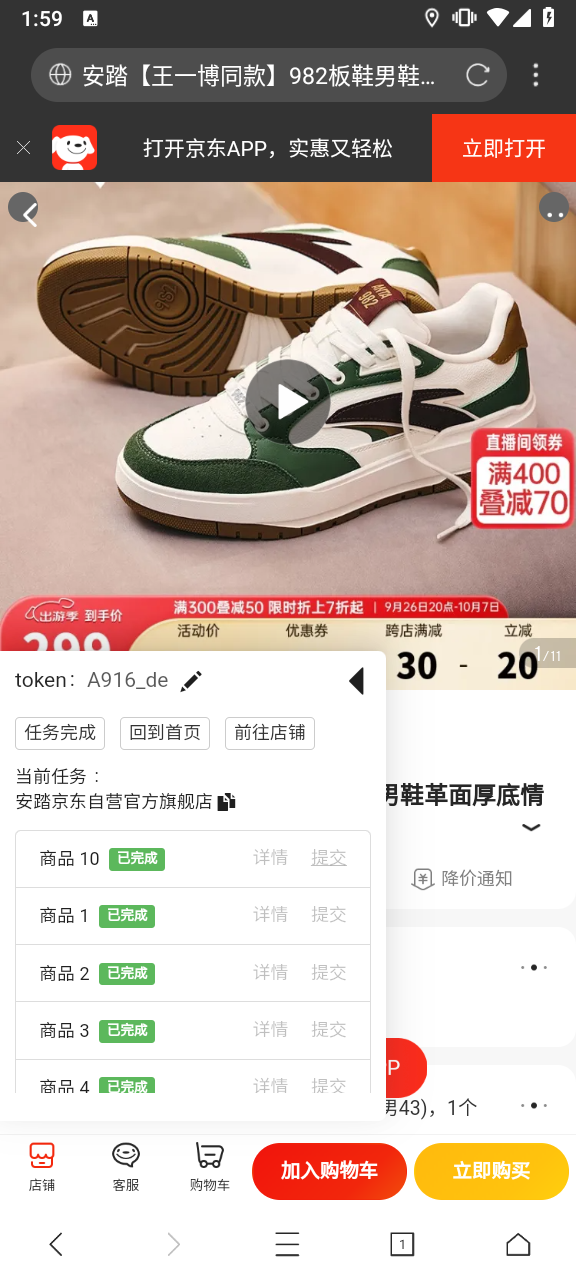 1:59
A
安踏【王一博同款】982板鞋男鞋...
打开京东APP，实惠又轻松
立即打开
ANTA
982
982
直播间领券
满400
叠减70
出游季 到手价
满300叠减50 限时折上7折起 | 9月26日20点-10月7日
活动价 优惠券 跨店满减 立减
299
30 - 20
1/11
token： A916_de
任务完成 回到首页 前往店铺
当前任务：
安踏京东自营官方旗舰店
男鞋革面厚底情
降价通知
商品 10 已完成 详情 提交
商品 1 已完成 详情 提交
商品 2 已完成 详情 提交
商品 3 已完成 详情 提交
商品 4 已完成 详情 提交
P
男43)，1个
店铺 客服 购物车 加入购物车 立即购买
1